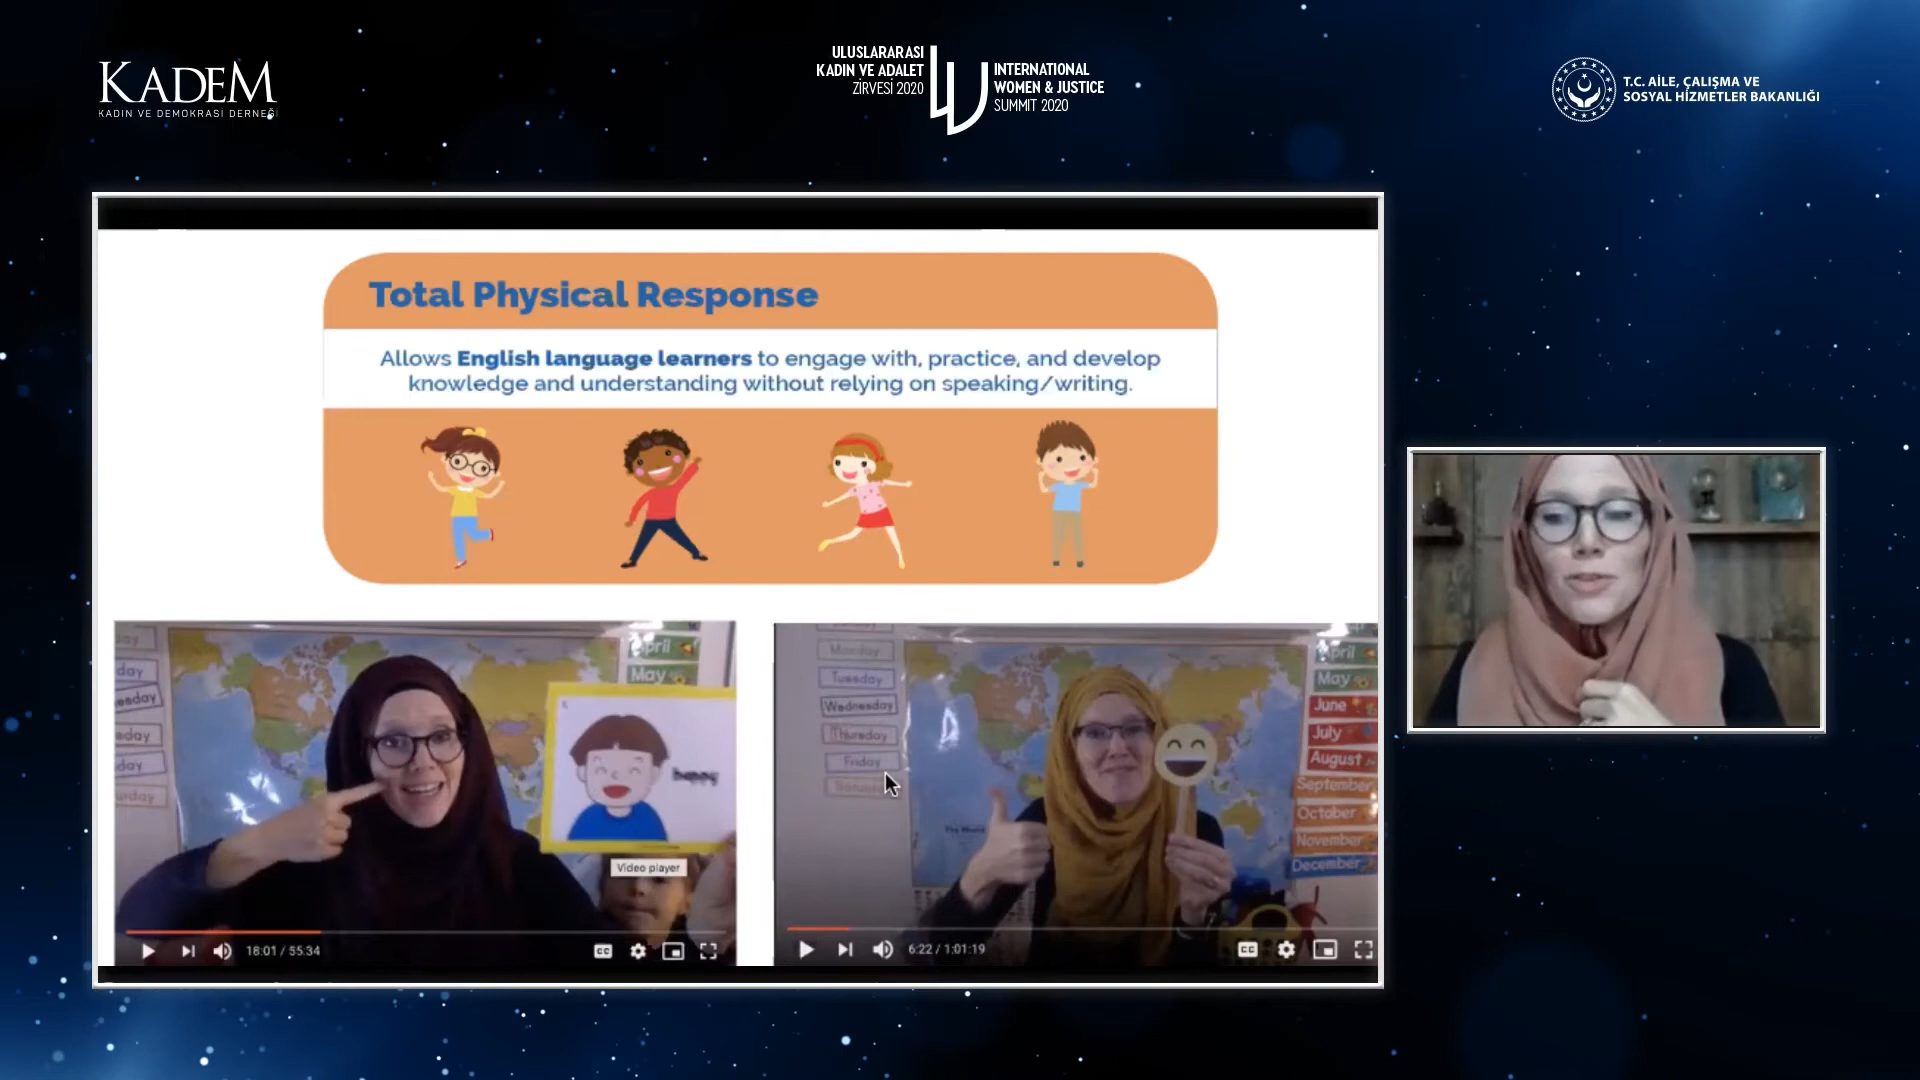 KADEM
KADIN VE DEMOKRASİ DERNEĞİ
ULUSLARARASI
KADIN VE ADALET
ZİRVESİ 2020
INTERNATIONAL
WOMEN & JUSTICE
SUMMIT 2020
T.C. AİLE, ÇALIŞMA VE
SOSYAL HİZMETLER BAKANLIĞI
Total Physical Response
Allows English language learners to engage with, practice, and develop
knowledge and understanding without relying on speaking/writing.
April
May
happy
Video player
18:01 / 55:34
CC
Monday
Tuesday
Wednesday
Thursday
Friday
April
May
June
July
August
September
October
November
December
6:22 / 1:01:19
CC